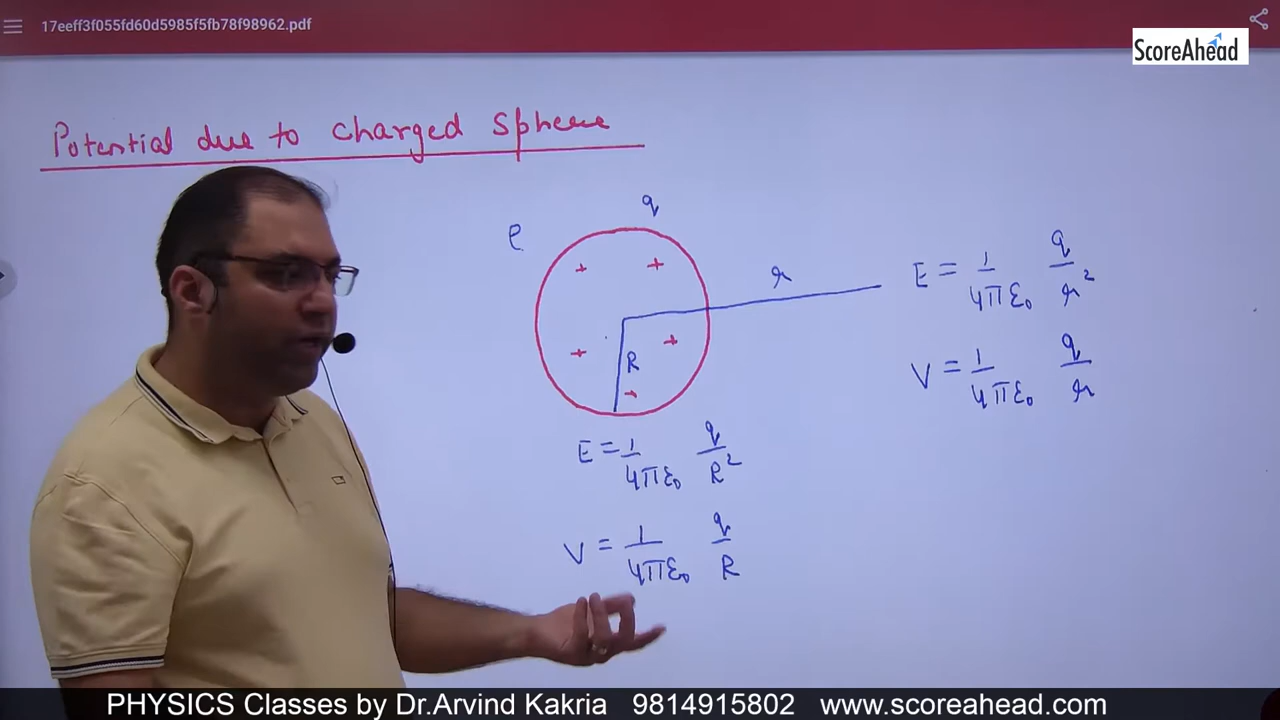 17eeff3f055fd60d5985f5fb78f98962.pdf
ScoreAhead
Potential due to charged Sphere
q
ρ
r
R
+ +
+ +
+
E = 1/4πε₀ q/r²
V = 1/4πε₀ q/r
E = 1/4πε₀ q/R²
V = 1/4πε₀ q/R
PHYSICS Classes by Dr.Arvind Kakria 9814915802 www.scoreahead.com